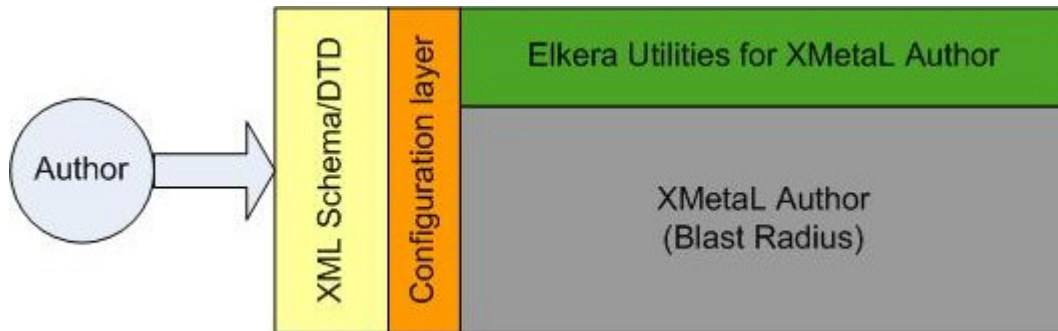 Author
XML Schema/DTD
Configuration layer
Elkera Utilities for XMetaL Author
XMetaL Author
(Blast Radius)